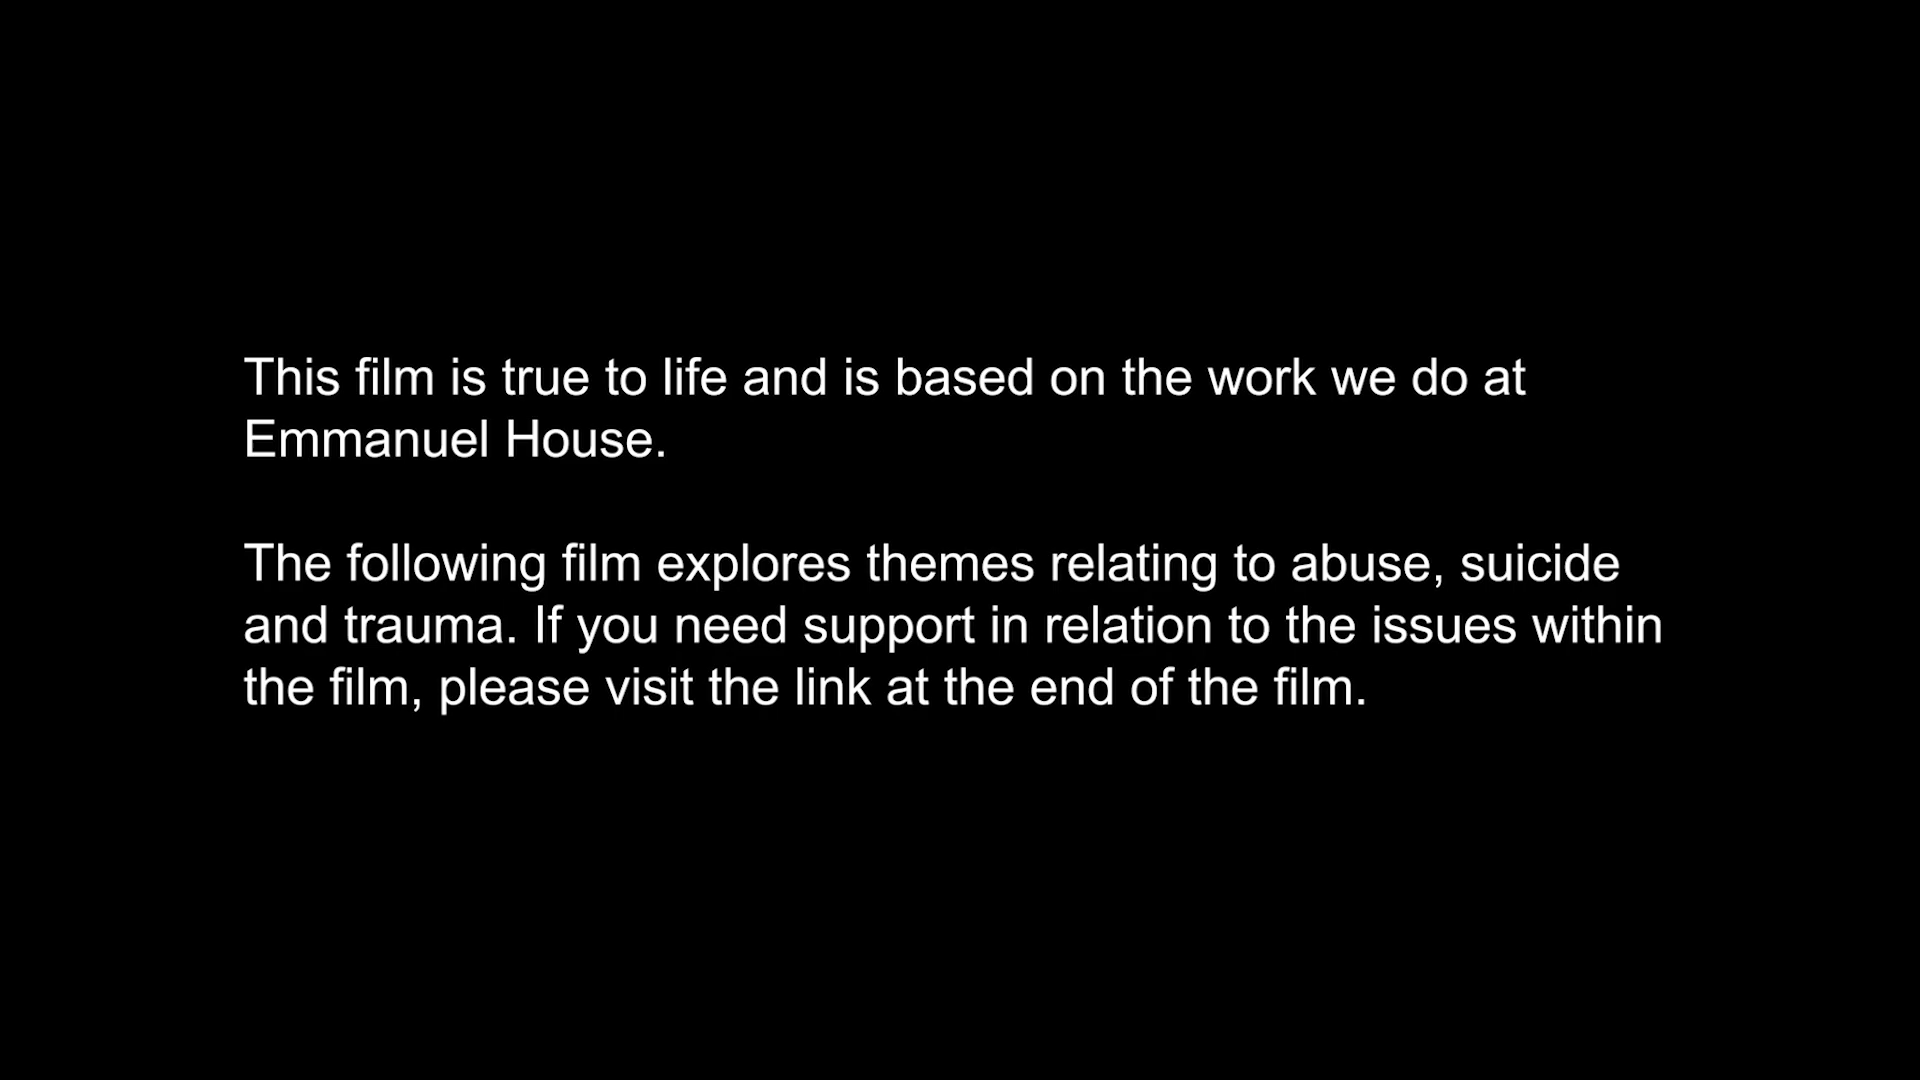 This film is true to life and is based on the work we do at
Emmanuel House.
The following film explores themes relating to abuse, suicide
and trauma. If you need support in relation to the issues within
the film, please visit the link at the end of the film.